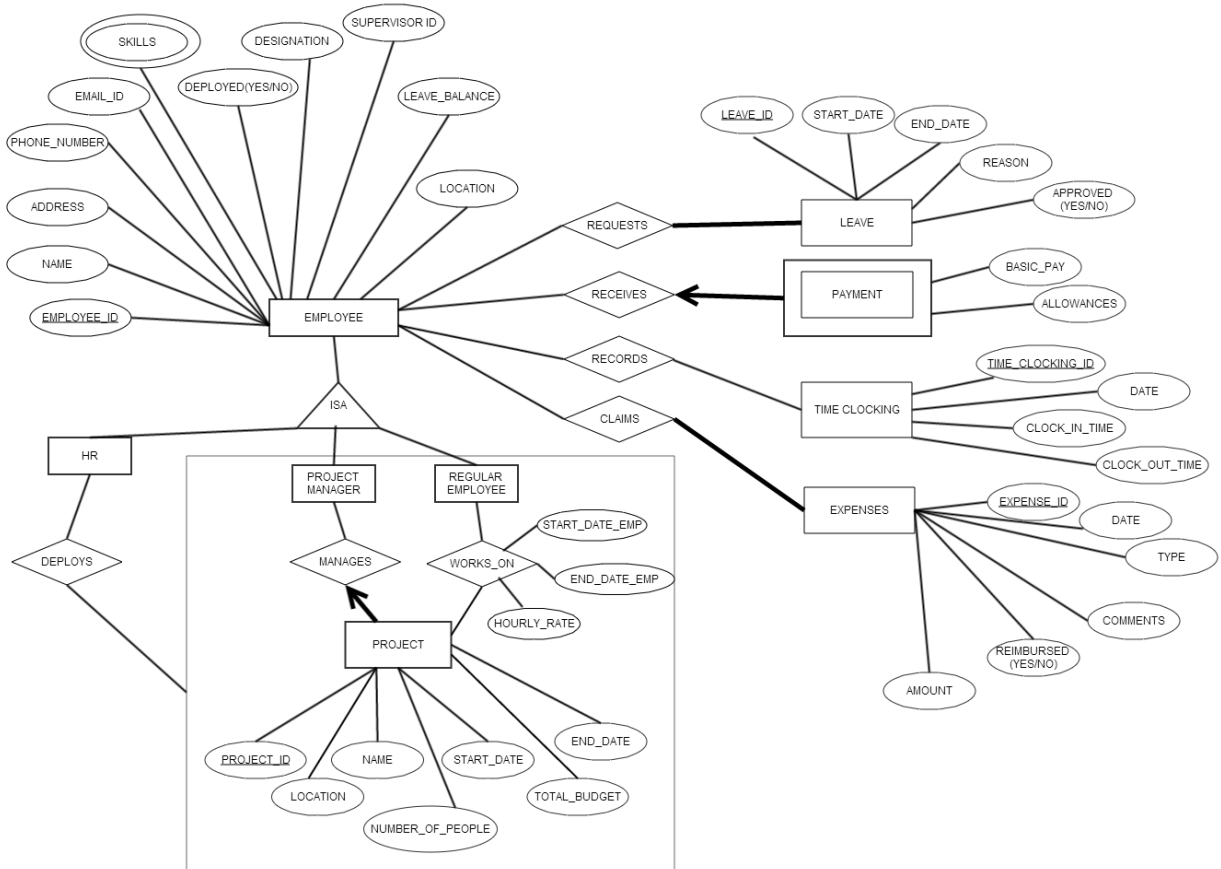 SUPERVISOR ID
SKILLS
DESIGNATION
EMAIL_ID
DEPLOYED(YES/NO)
LEAVE_BALANCE
PHONE_NUMBER
LOCATION
ADDRESS
NAME
EMPLOYEE_ID
EMPLOYEE
LEAVE_ID
START_DATE
END_DATE
REASON
APPROVED
(YES/NO)
REQUESTS
LEAVE
RECEIVES
PAYMENT
BASIC_PAY
ALLOWANCES
RECORDS
TIME CLOCKING
TIME_CLOCKING_ID
DATE
CLOCK_IN_TIME
CLOCK_OUT_TIME
CLAIMS
EXPENSES
EXPENSE_ID
DATE
TYPE
COMMENTS
REIMBURSED
(YES/NO)
AMOUNT
ISA
HR
PROJECT
MANAGER
REGULAR
EMPLOYEE
DEPLOYS
MANAGES
WORKS_ON
START_DATE_EMP
END_DATE_EMP
HOURLY_RATE
PROJECT
PROJECT_ID
LOCATION
NAME
NUMBER_OF_PEOPLE
START_DATE
TOTAL_BUDGET
END_DATE